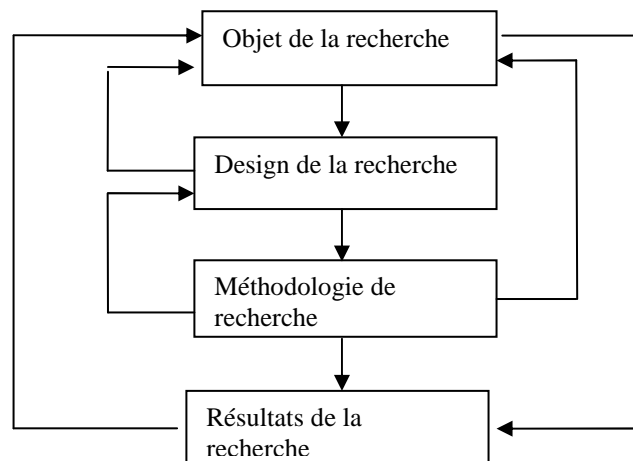 Objet de la recherche
Design de la recherche
Méthodologie de
recherche
Résultats de la
recherche